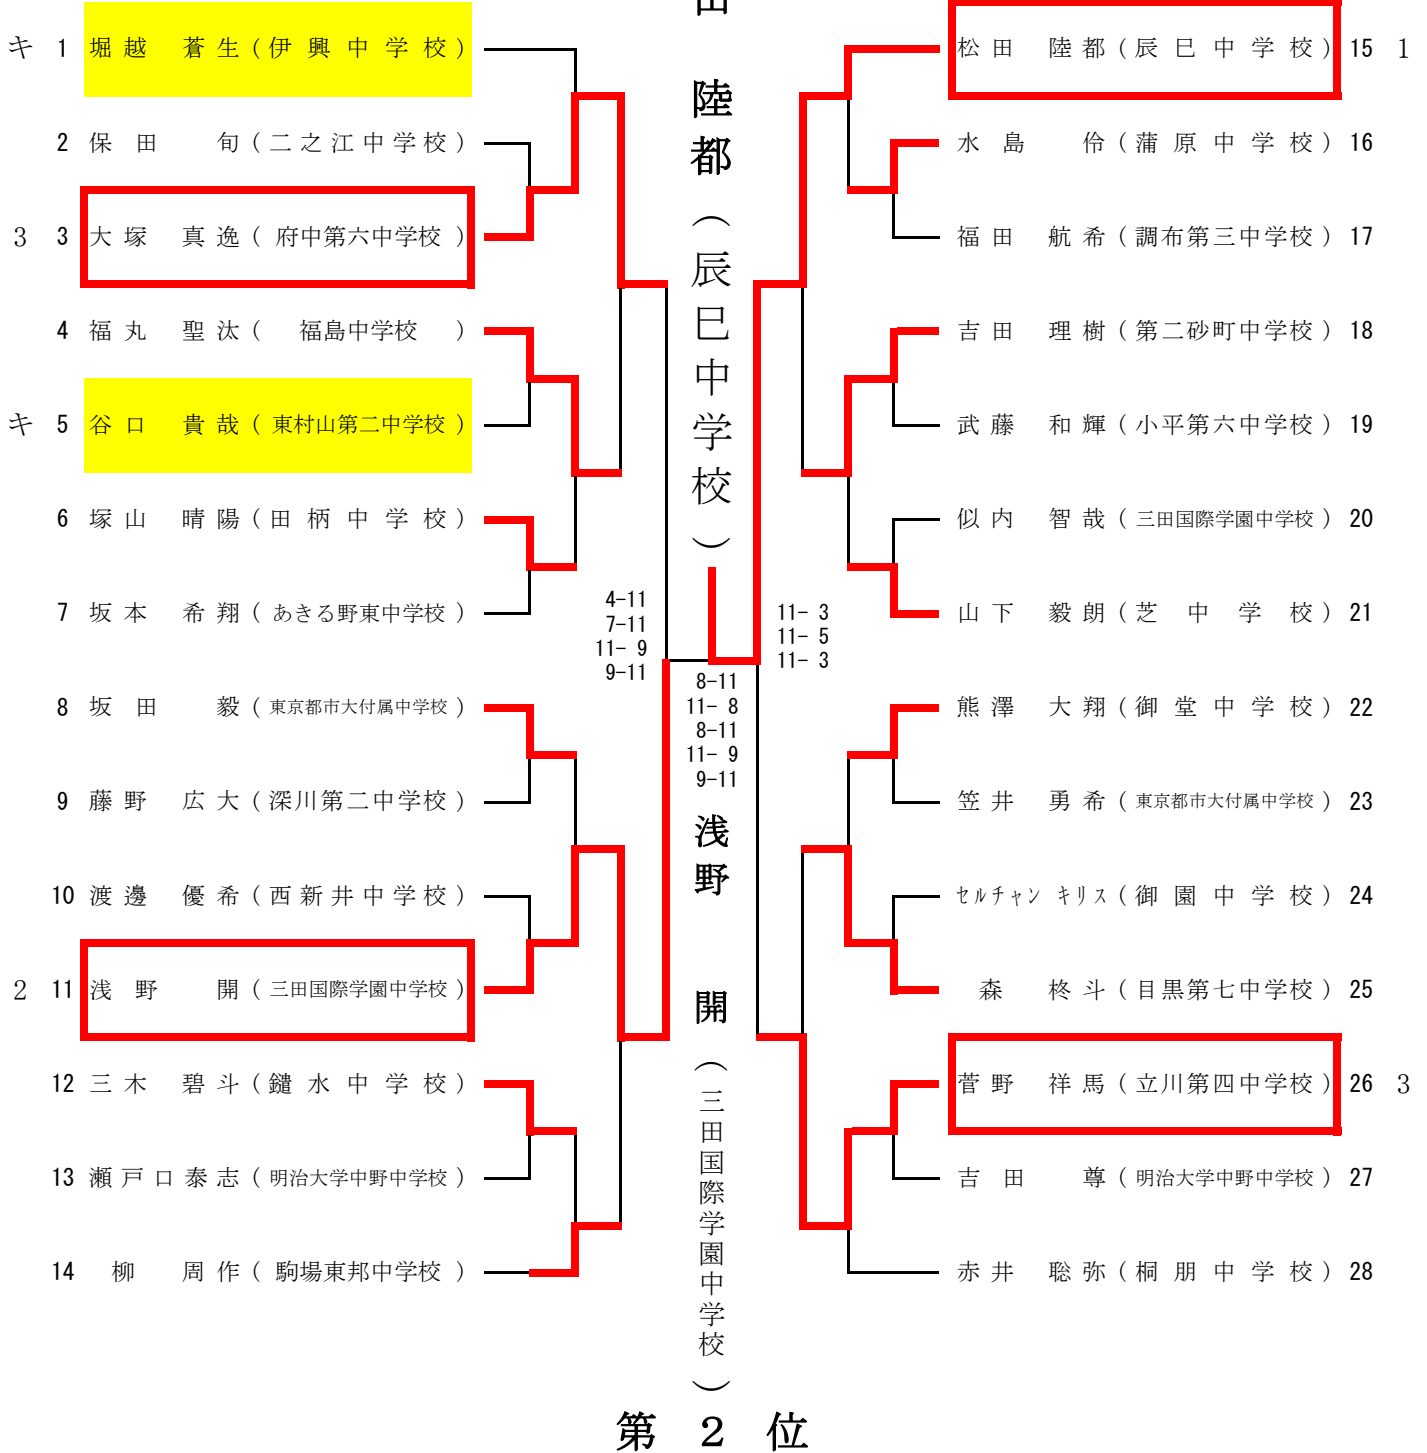 キ 1 堀越 蒼生(伊興中学校)
2 保田 旬(二之江中学校)
3 3 大塚 真逸(府中第六中学校)
4 福丸 聖汰(福島中学校)
キ 5 谷口 貴哉(東村山第二中学校)
6 塚山 晴陽(田柄中学校)
7 坂本 希翔(あきる野東中学校)
8 坂田 毅(東京都市大付属中学校)
9 藤野 広大(深川第二中学校)
10 渡邊 優希(西新井中学校)
2 11 浅野 開(三田国際学園中学校)
12 三木 碧斗(鑓水中学校)
13 瀬戸口泰志(明治大学中野中学校)
14 柳 周作(駒場東邦中学校)
田 陸都(辰巳中学校)
4-11
7-11
11- 9
9-11
11- 3
11- 5
11- 3
8-11
11- 8
8-11
11- 9
9-11
浅野 開(三田国際学園中学校)
第2位
松田 陸都(辰巳中学校) 15 1
水島 伶(蒲原中学校) 16
福田 航希(調布第三中学校) 17
吉田 理樹(第二砂町中学校) 18
武藤 和輝(小平第六中学校) 19
似内 智哉(三田国際学園中学校) 20
山下 毅朗(芝中学校) 21
熊澤 大翔(御堂中学校) 22
笠井 勇希(東京都市大付属中学校) 23
セルチャン キリス(御園中学校) 24
森 柊斗(目黒第七中学校) 25
菅野 祥馬(立川第四中学校) 26 3
吉田 尊(明治大学中野中学校) 27
赤井 聡弥(桐朋中学校) 28